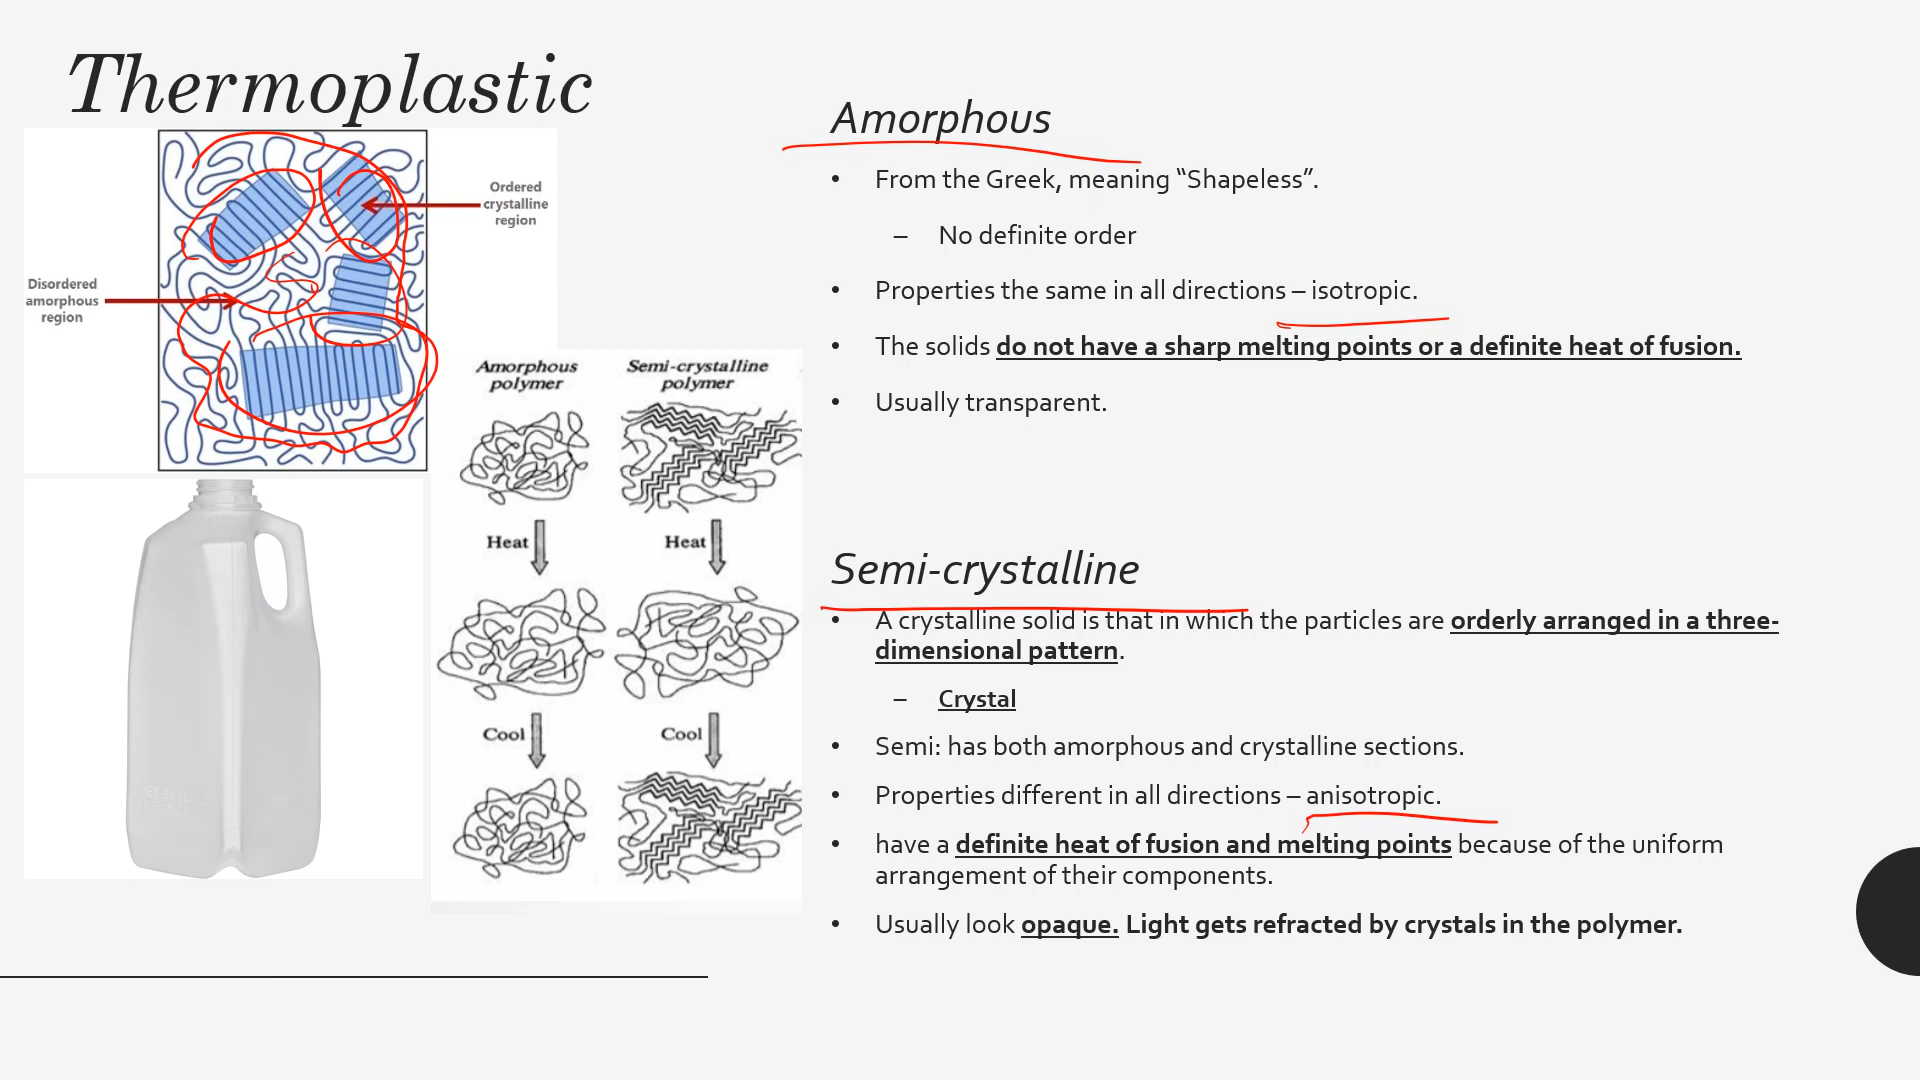 Thermoplastic
Ordered
crystalline
region
Disordered
amorphous
region
Amorphous
polymer
Semi-crystalline
polymer
Heat
Heat
Cool
Cool
Amorphous
• From the Greek, meaning “Shapeless”.
– No definite order
• Properties the same in all directions – isotropic.
• The solids do not have a sharp melting points or a definite heat of fusion.
• Usually transparent.
Semi-crystalline
• A crystalline solid is that in which the particles are orderly arranged in a three-
dimensional pattern.
– Crystal
• Semi: has both amorphous and crystalline sections.
• Properties different in all directions – anisotropic.
• have a definite heat of fusion and melting points because of the uniform
arrangement of their components.
• Usually look opaque. Light gets refracted by crystals in the polymer.